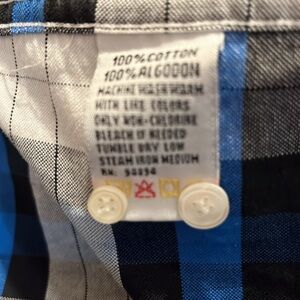 100% COTTON
100% ALGODON
MACHINE WASH WARM
WITH LIKE COLORS
ONLY NON-CHLORINE
BLEACH IF NEEDED
TUMBLE DRY LOW
STEAM IRON MEDIUM
RN.